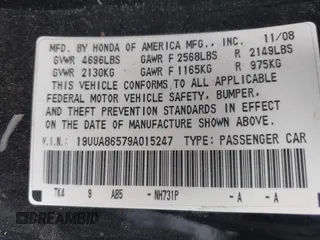 MFD. BY HONDA OF AMERICA MFG., INC. 11/08
GVWR 4696LBS GAWR F 2568LBS R 2149LBS
GVWR 2130KG GAWR F 1165KG R 975KG
THIS VEHICLE CONFORMS TO ALL APPLICABLE
FEDERAL MOTOR VEHICLE SAFETY, BUMPER,
AND THEFT PREVENTION STANDARDS IN EFFECT ON
THE DATE OF MANUFACTURE SHOWN ABOVE.
V.I.N.: 19UUA86579A015247 TYPE: PASSENGER CAR
TK4 9 AB5 - NH731P - A - A
DREAMBID